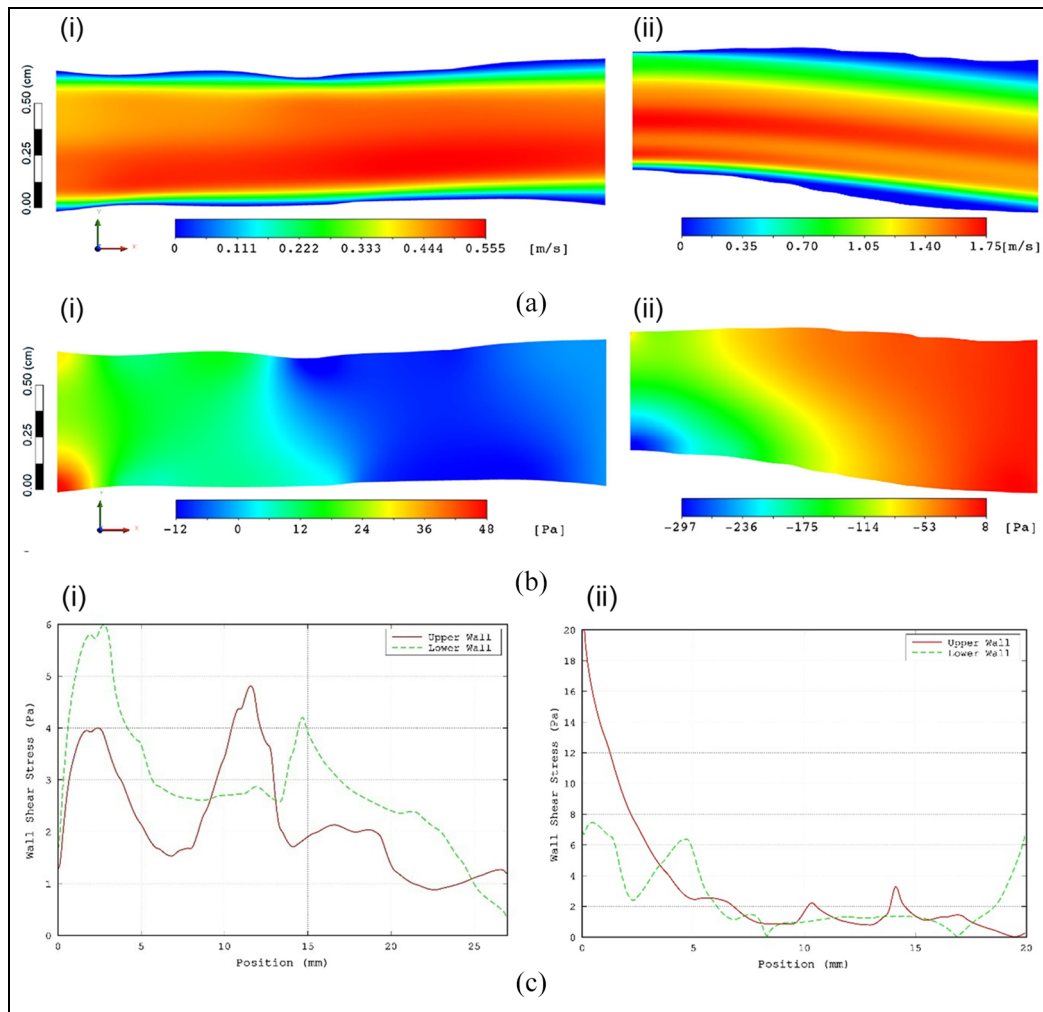 (i)
(ii)
0.50 (cm)
0.25
0.00
Y
X
0 0.111 0.222 0.333 0.444 0.555
[m/s]
0 0.35 0.70 1.05 1.40 1.75[m/s]
(a)
(i)
(ii)
0.50 (cm)
0.25
0.00
Y
X
-12 0 12 24 36 48
[Pa]
-297 -236 -175 -114 -53 8
[Pa]
(b)
(i)
(ii)
Upper Wall
Lower Wall
6
5
4
3
2
1
0
Wall Shear Stress (Pa)
0 5 10 15 20 25
Position (mm)
Upper Wall
Lower Wall
20
18
16
14
12
10
8
6
4
2
0
Wall Shear Stress (Pa)
0 5 10 15 20
Position (mm)
(c)